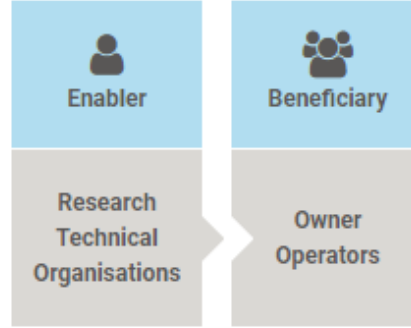 Enabler
Beneficiary
Research
Technical
Organisations
Owner
Operators